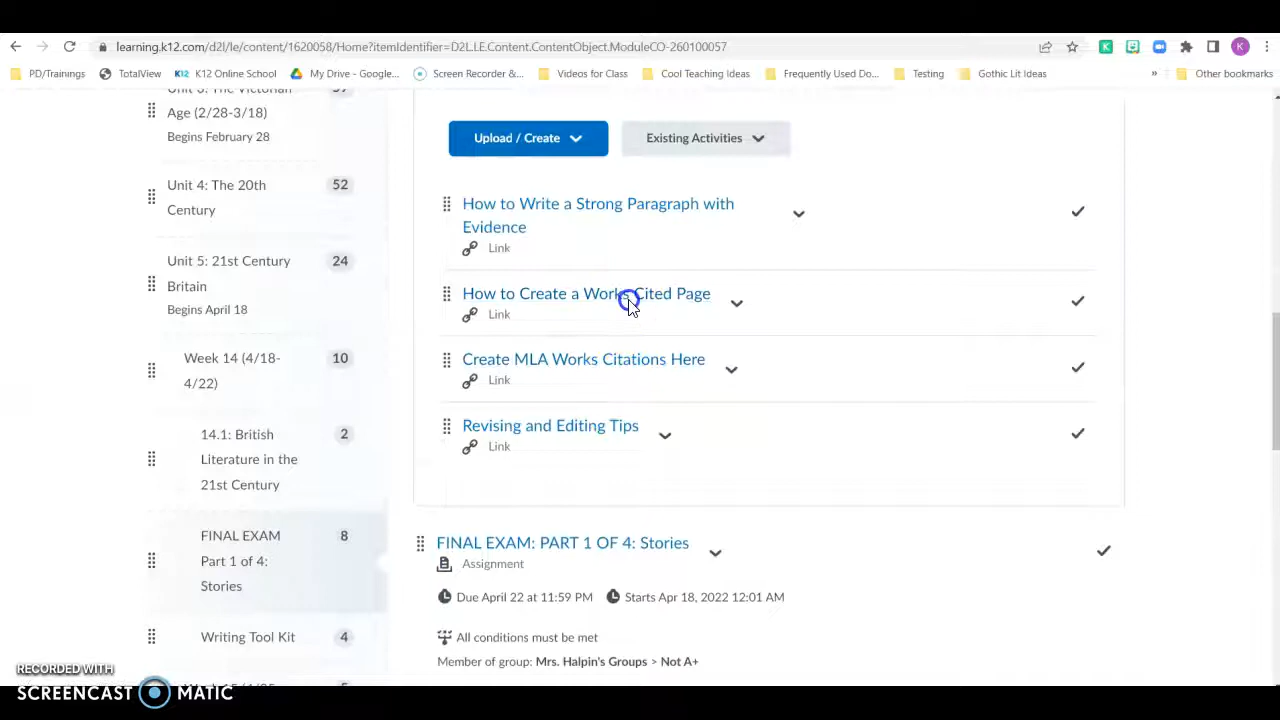 learning.k12.com/d2l/le/content/1620058/Home?itemIdentifier=D2L.LE.Content.ContentObject.ModuleCO-260100057
PD/Trainings TotalView K12 Online School My Drive - Google... Screen Recorder &... Videos for Class Cool Teaching Ideas Frequently Used Do... Testing Gothic Lit Ideas » Other bookmarks
Unit 3: The Victorian 57
Age (2/28-3/18)
Begins February 28
Unit 4: The 20th 52
Century
Unit 5: 21st Century 24
Britain
Begins April 18
Week 14 (4/18- 10
4/22)
14.1: British 2
Literature in the
21st Century
FINAL EXAM 8
Part 1 of 4:
Stories
Writing Tool Kit 4
Upload / Create Existing Activities
How to Write a Strong Paragraph with
Evidence
Link
How to Create a Works Cited Page
Link
Create MLA Works Citations Here
Link
Revising and Editing Tips
Link
FINAL EXAM: PART 1 OF 4: Stories
Assignment
Due April 22 at 11:59 PM Starts Apr 18, 2022 12:01 AM
All conditions must be met
Member of group: Mrs. Halpin's Groups > Not A+
RECORDED WITH
SCREENCAST MATIC